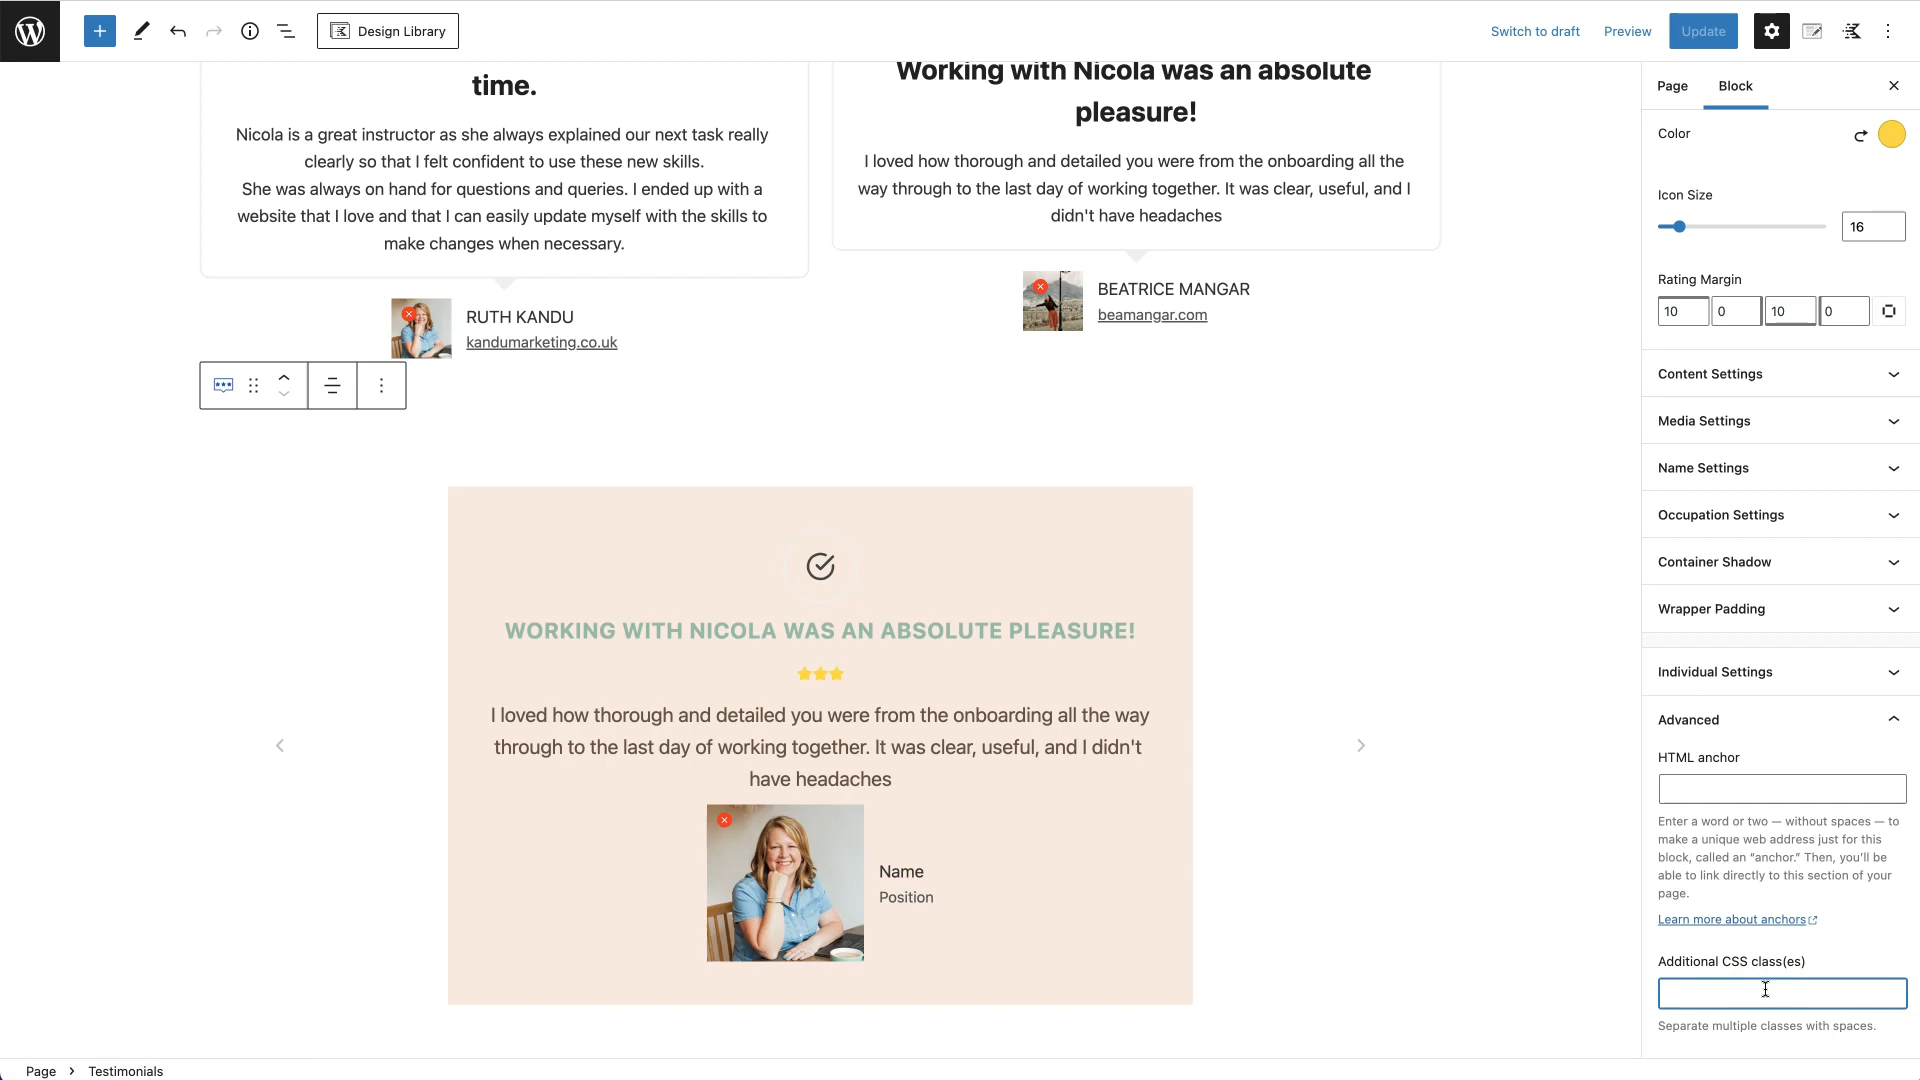 Design Library
Switch to draft
Preview
Update
time.
Nicola is a great instructor as she always explained our next task really
clearly so that I felt confident to use these new skills.
She was always on hand for questions and queries. I ended up with a
website that I love and that I can easily update myself with the skills to
make changes when necessary.
RUTH KANDU
kandumarketing.co.uk
Working with Nicola was an absolute
pleasure!
I loved how thorough and detailed you were from the onboarding all the
way through to the last day of working together. It was clear, useful, and I
didn't have headaches
BEATRICE MANGAR
beamangar.com
WORKING WITH NICOLA WAS AN ABSOLUTE PLEASURE!
I loved how thorough and detailed you were from the onboarding all the way
through to the last day of working together. It was clear, useful, and I didn't
have headaches
Name
Position
Page
Block
Color
Icon Size
16
Rating Margin
10 0 10 0
Content Settings
Media Settings
Name Settings
Occupation Settings
Container Shadow
Wrapper Padding
Individual Settings
Advanced
HTML anchor
Enter a word or two — without spaces — to
make a unique web address just for this
block, called an “anchor.” Then, you’ll be
able to link directly to this section of your
page.
Learn more about anchors
Additional CSS class(es)
Separate multiple classes with spaces.
Page > Testimonials